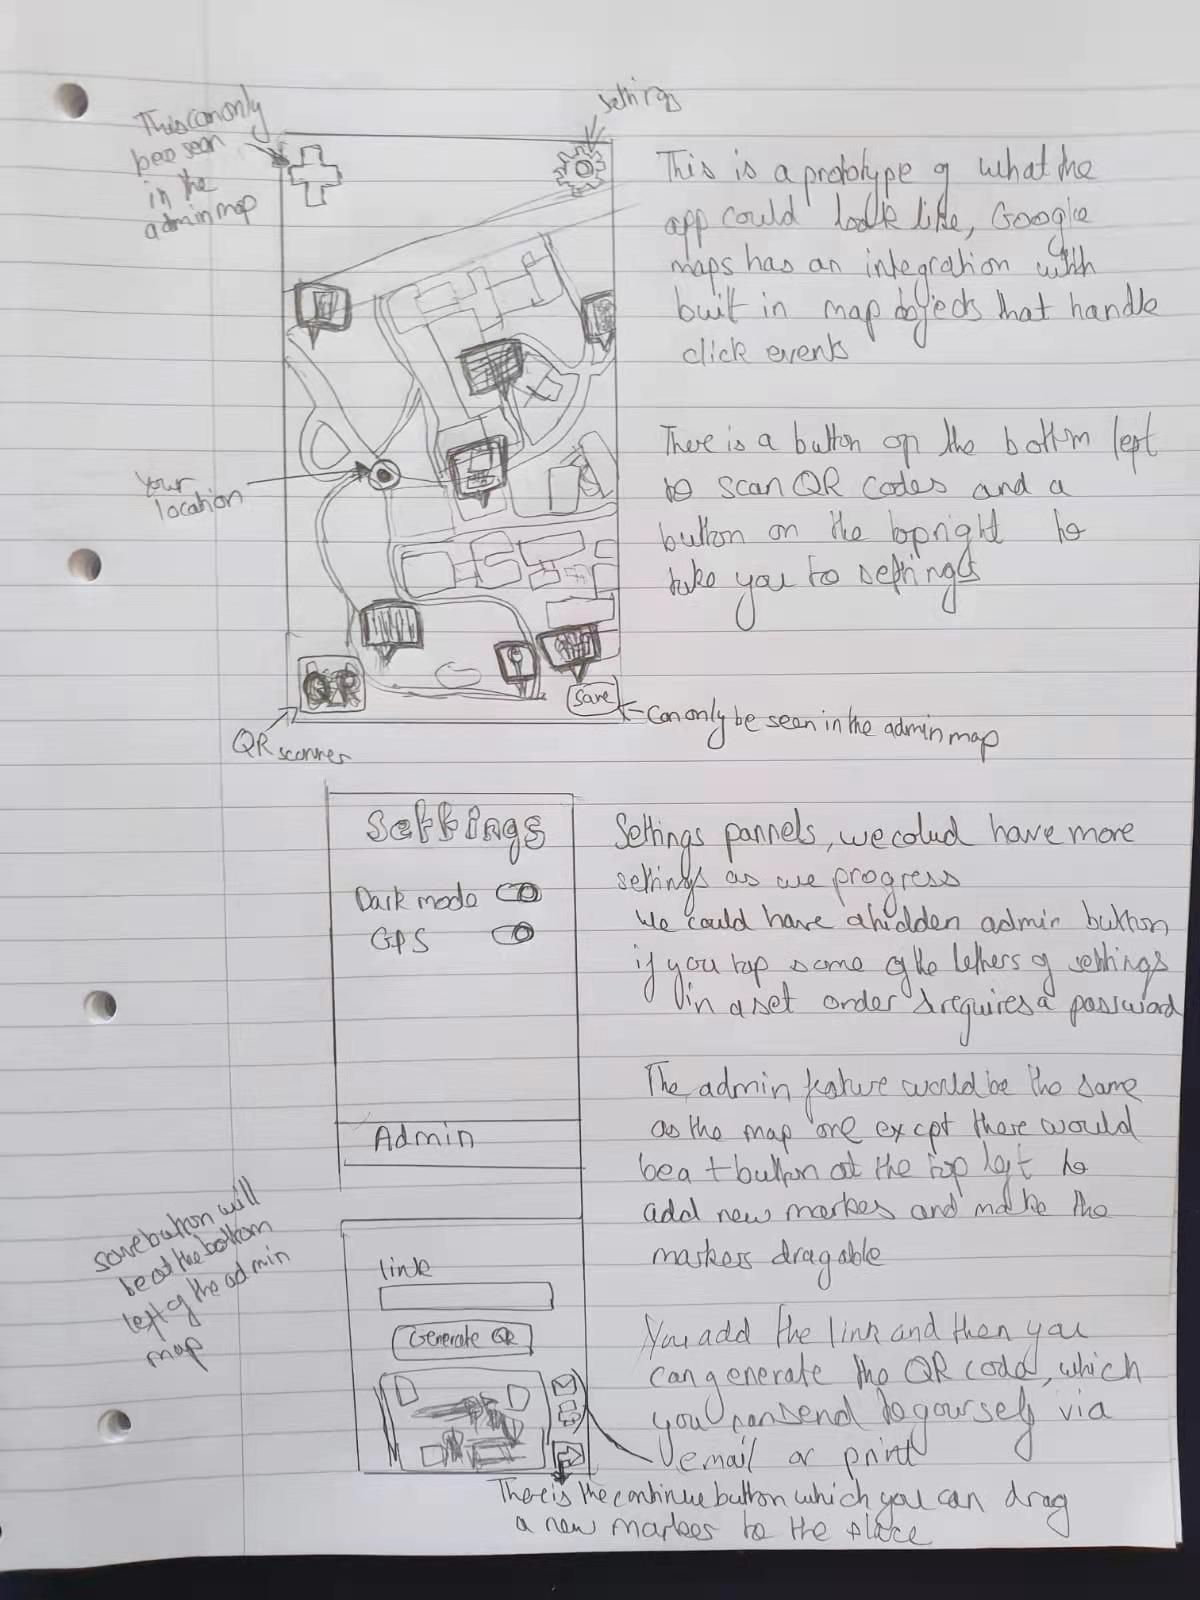 settings
This can only
bee seen
in the
admin map
This is a prototype of what the
app could look like, Google
maps has an integration with
built in map objects that handle
click events
There is a button on the bottom left
to scan QR codes and a
button on the top right to
take you to settings
Your
location
QR
Save
Can only be seen in the admin map
QR scanner
Settings
Dark mode
GPS
Admin
Settings pannels, we colud have more
settings as we progress
we could have a hidden admin button
if you tap some of the letters of settings
in a set order & requires a password
The admin feature would be the same
as the map one except there would
be a + button at the top left to
add new markes and make the
markers dragable
save button will
be at the bottom
left of the admin
map
link
Generate QR
You add the link and then you
can generate the QR code, which
you can send to yourself via
email or print
There is the continue button which you can drag
a new marker to the place